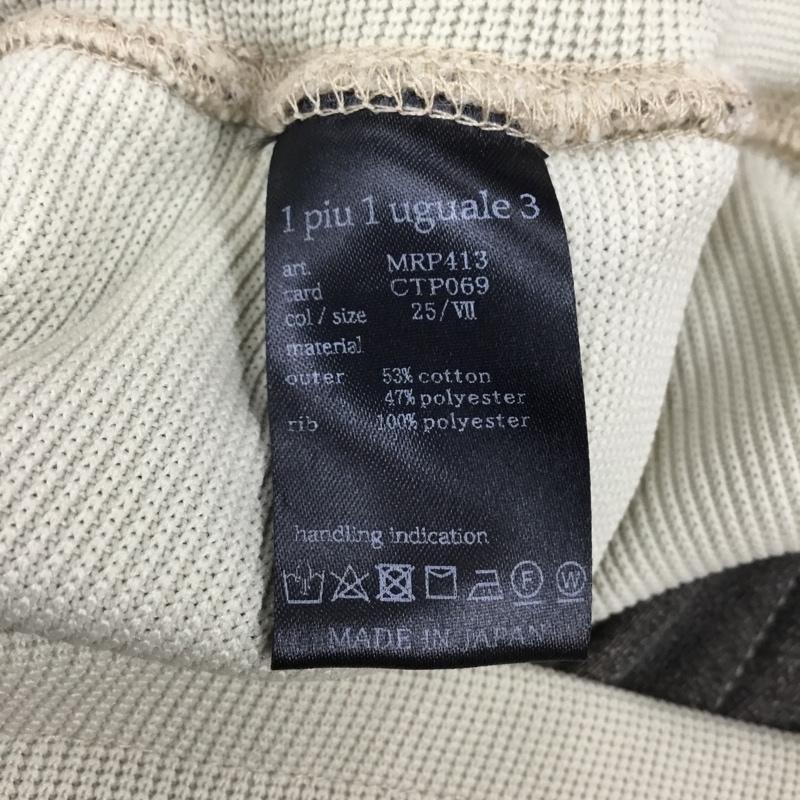 1 piu 1 uguale 3
art. MRP413
card CTP069
col / size 25/Ⅶ
material
outer 53% cotton
47% polyester
rib 100% polyester
handling indication
F W
MADE IN JAPAN